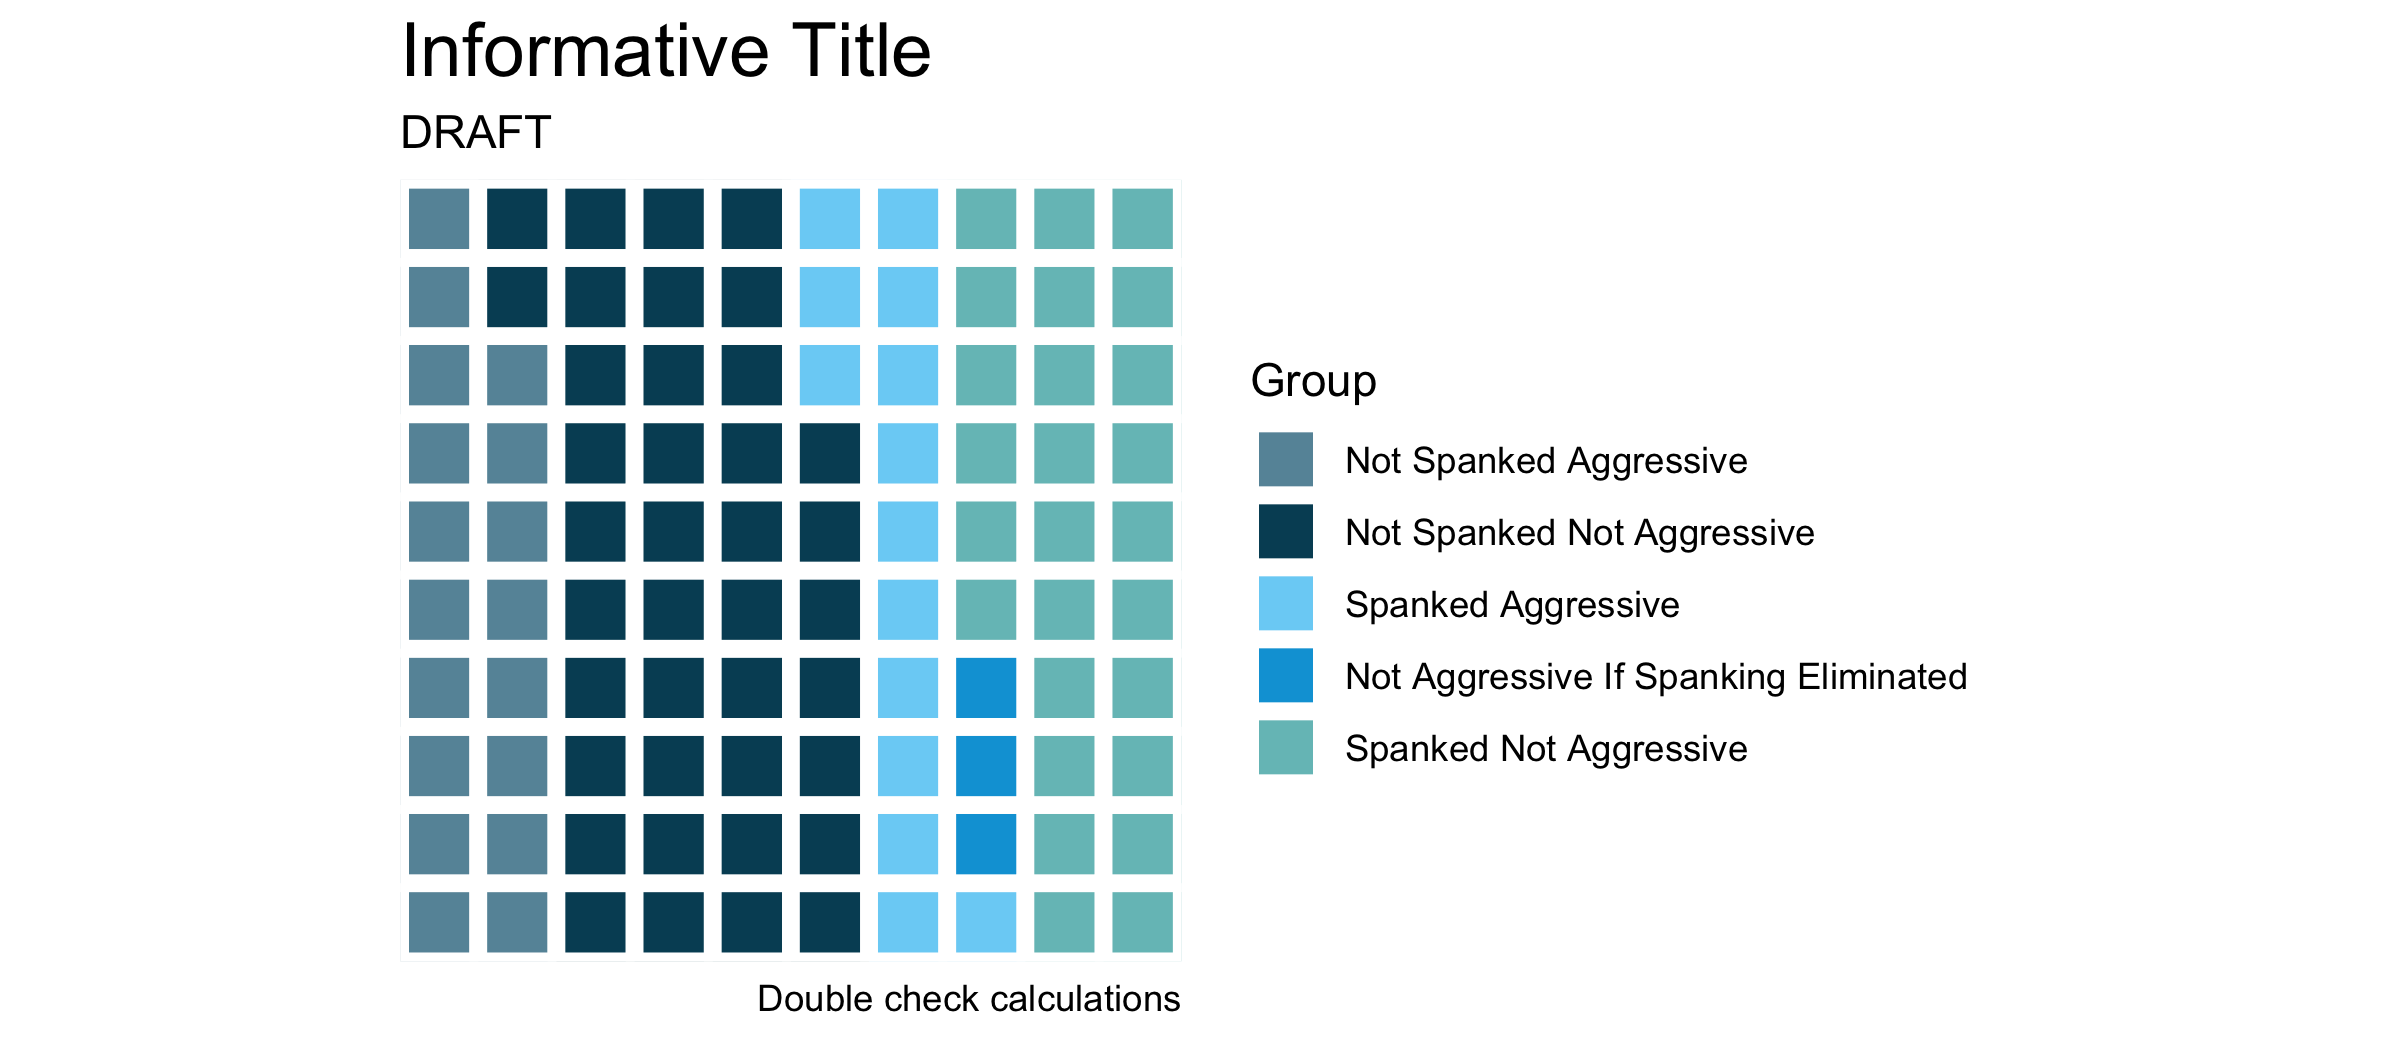 Informative Title
DRAFT
Group
Not Spanked Aggressive
Not Spanked Not Aggressive
Spanked Aggressive
Not Aggressive If Spanking Eliminated
Spanked Not Aggressive
Double check calculations